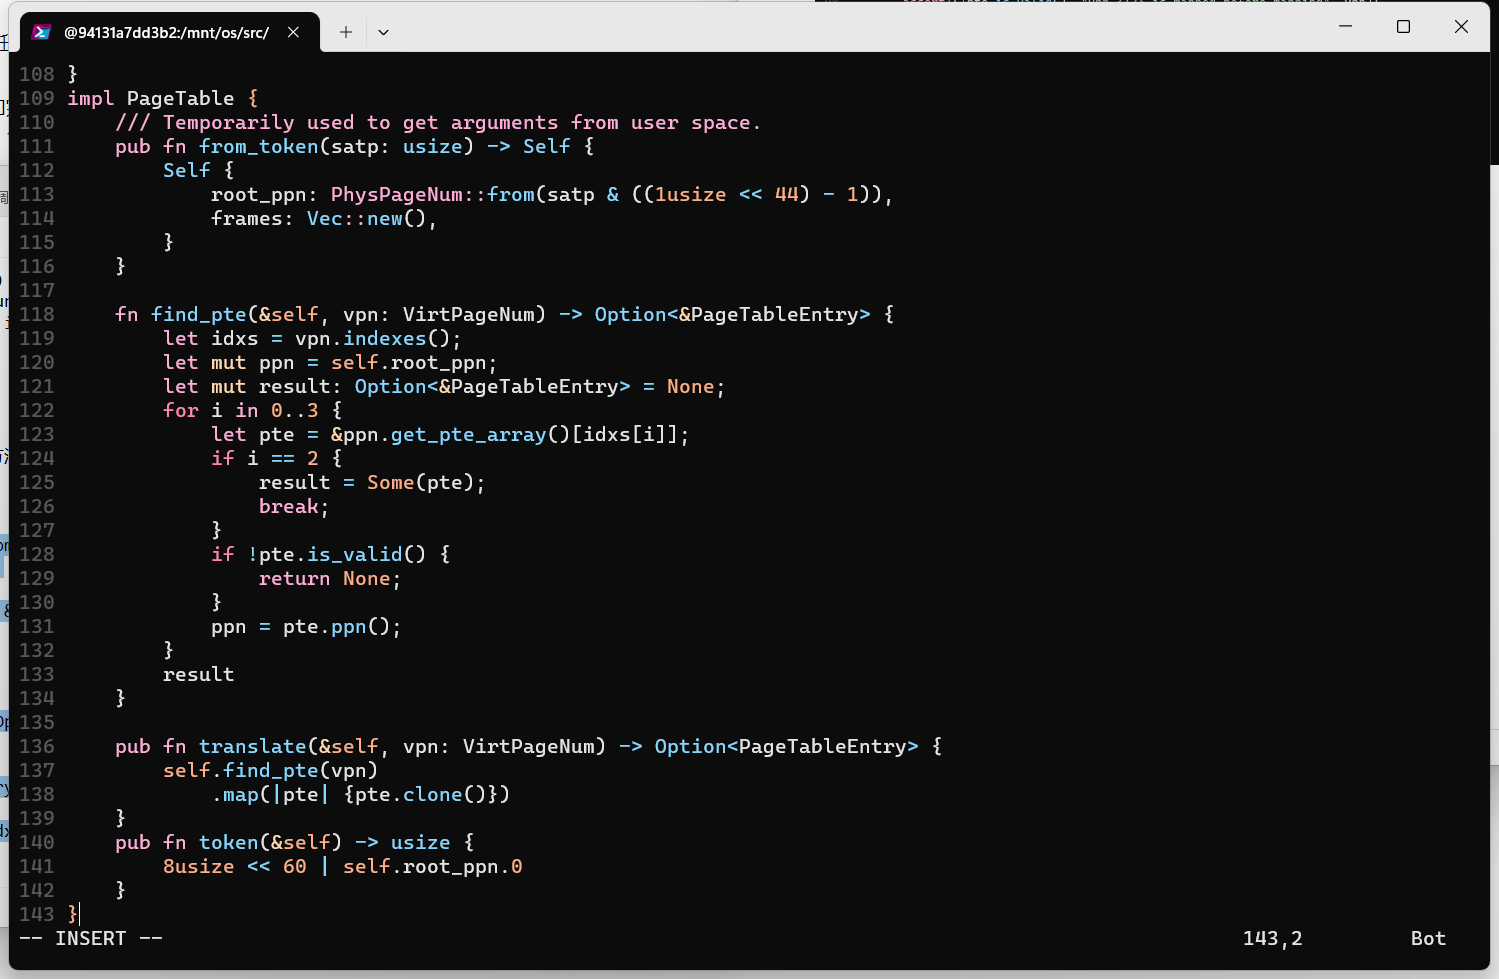 @94131a7dd3b2:/mnt/os/src/
108 }
109 impl PageTable {
110     /// Temporarily used to get arguments from user space.
111     pub fn from_token(satp: usize) -> Self {
112         Self {
113             root_ppn: PhysPageNum::from(satp & ((1usize << 44) - 1)),
114             frames: Vec::new(),
115         }
116     }
117
118     fn find_pte(&self, vpn: VirtPageNum) -> Option<&PageTableEntry> {
119         let idxs = vpn.indexes();
120         let mut ppn = self.root_ppn;
121         let mut result: Option<&PageTableEntry> = None;
122         for i in 0..3 {
123             let pte = &ppn.get_pte_array()[idxs[i]];
124             if i == 2 {
125                 result = Some(pte);
126                 break;
127             }
128             if !pte.is_valid() {
129                 return None;
130             }
131             ppn = pte.ppn();
132         }
133         result
134     }
135
136     pub fn translate(&self, vpn: VirtPageNum) -> Option<PageTableEntry> {
137         self.find_pte(vpn)
138             .map(|pte| {pte.clone()})
139     }
140     pub fn token(&self) -> usize {
141         8usize << 60 | self.root_ppn.0
142     }
143 }
-- INSERT -- 143,2 Bot